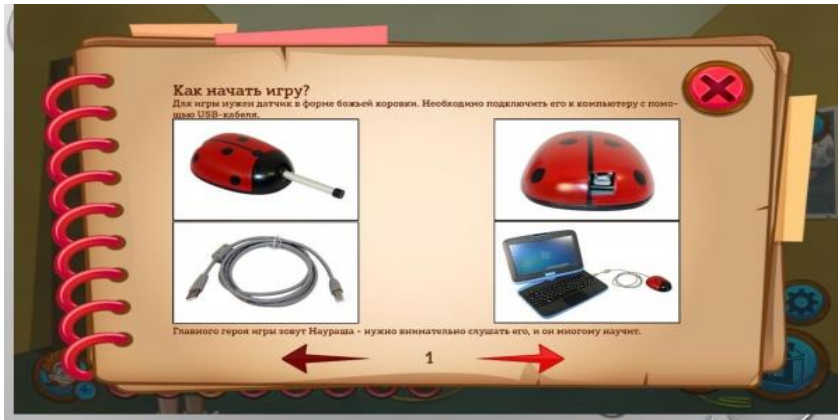 Как начать игру?
Для игры нужен датчик в форме божьей коровки. Необходимо подключить его к компьютеру с помо-
щью USB-кабеля.
Главного героя игры зовут Наураша - нужно внимательно слушать его, и он многому научит.
1